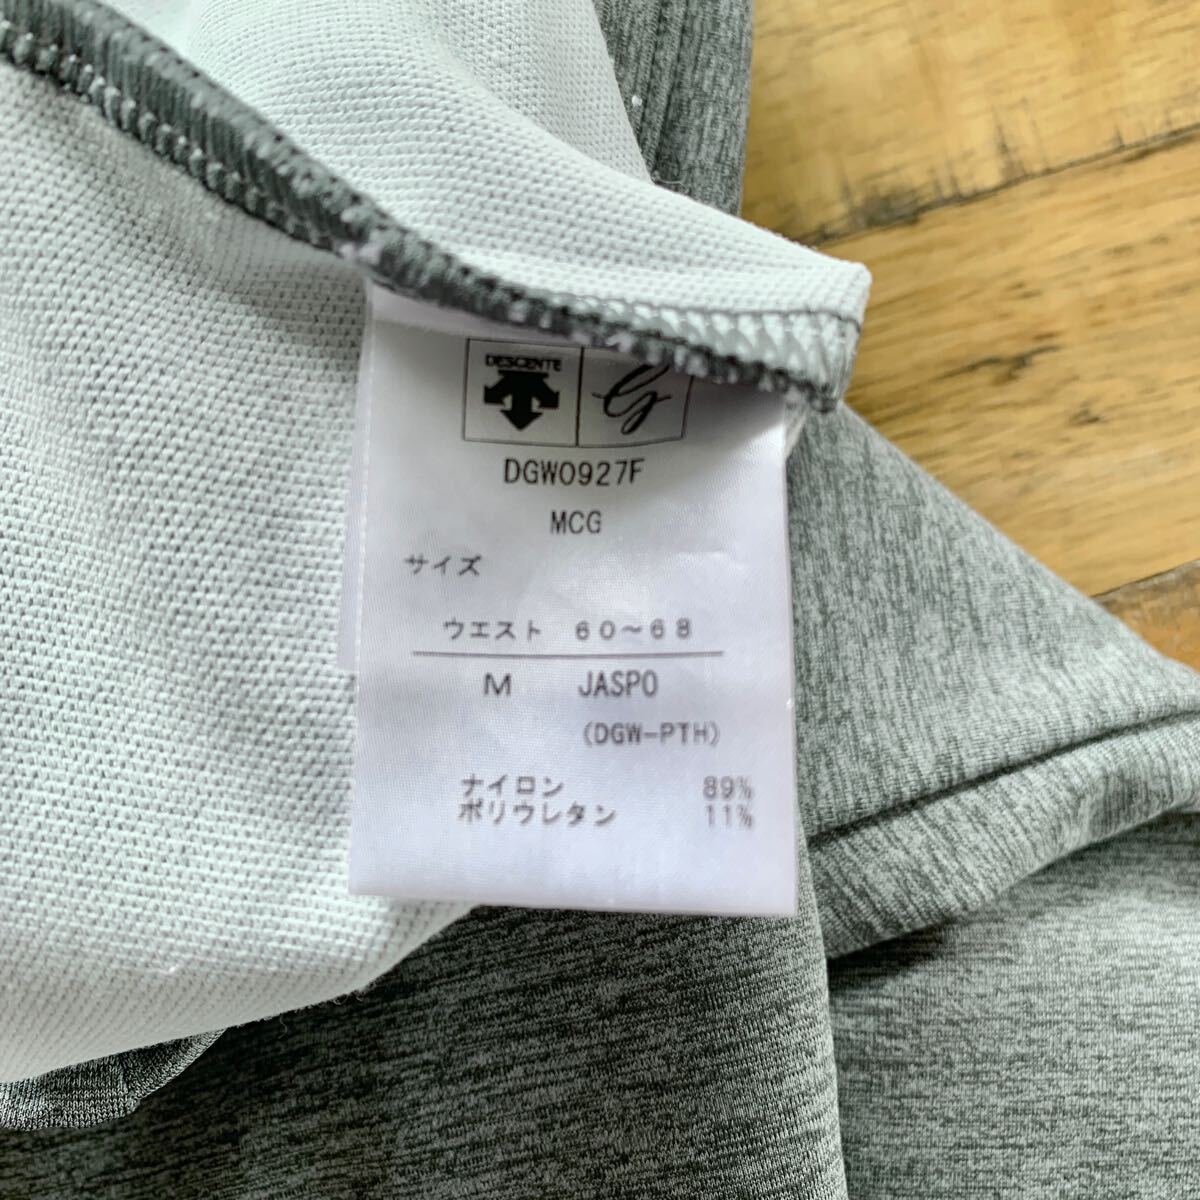 DESCENTE
DGW0927F
MCG
サイズ
ウエスト 60〜68
M JASPO
(DGW-PTH)
ナイロン 89%
ポリウレタン 11%